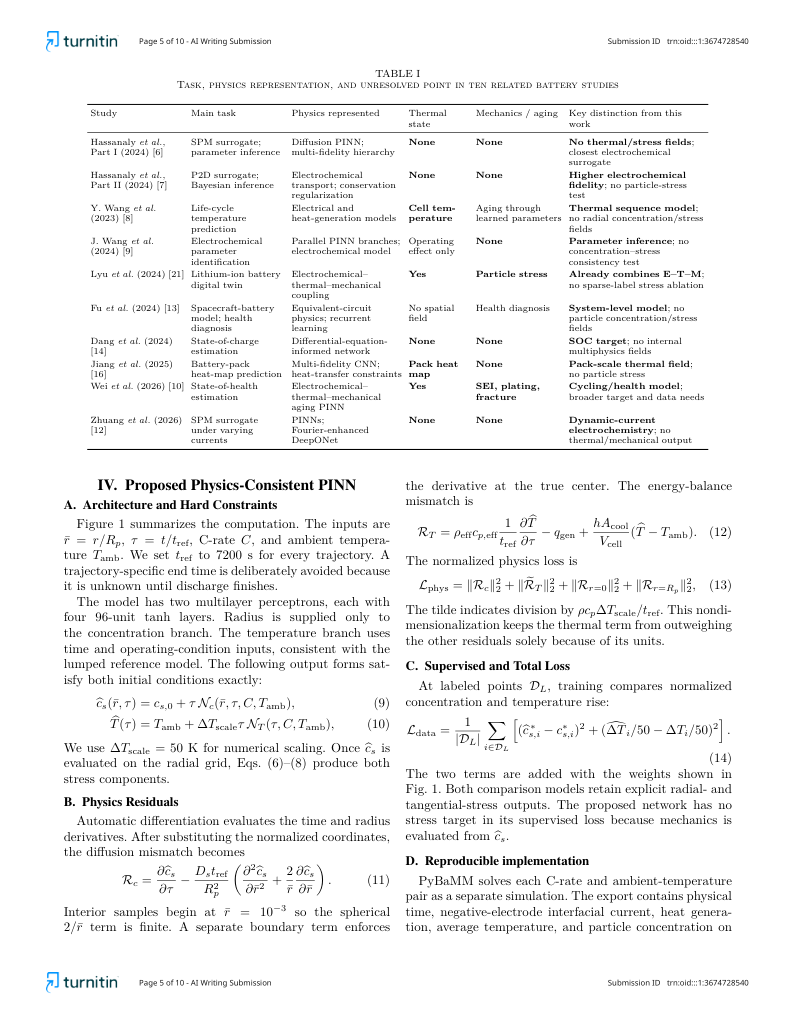 turnitin Page 5 of 10 - AI Writing Submission Submission ID trn:oid:::1:3674728540
TABLE I
Task, physics representation, and unresolved point in ten related battery studies
Study Main task Physics represented Thermal state Mechanics / aging Key distinction from this work
Hassanaly et al., Part I (2024) [6] SPM surrogate; parameter inference Diffusion PINN; multi-fidelity hierarchy None None No thermal/stress fields; closest electrochemical surrogate
Hassanaly et al., Part II (2024) [7] P2D surrogate; Bayesian inference Electrochemical transport; conservation regularization None None Higher electrochemical fidelity; no particle-stress test
Y. Wang et al. (2023) [8] Life-cycle temperature prediction Electrical and heat-generation models Cell tem-perature Aging through learned parameters Thermal sequence model; no radial concentration/stress fields
J. Wang et al. (2024) [9] Electrochemical parameter identification Parallel PINN branches; electrochemical model Operating effect only None Parameter inference; no concentration–stress consistency test
Lyu et al. (2024) [21] Lithium-ion battery digital twin Electrochemical–thermal–mechanical coupling Yes Particle stress Already combines E–T–M; no sparse-label stress ablation
Fu et al. (2024) [13] Spacecraft-battery model; health diagnosis Equivalent-circuit physics; recurrent learning No spatial field Health diagnosis System-level model; no particle concentration/stress fields
Dang et al. (2024) [14] State-of-charge estimation Differential-equation-informed network None None SOC target; no internal multiphysics fields
Jiang et al. (2025) [16] Battery-pack heat-map prediction Multi-fidelity CNN; heat-transfer constraints Pack heat map None Pack-scale thermal field; no particle stress
Wei et al. (2026) [10] State-of-health estimation Electrochemical–thermal–mechanical aging PINN Yes SEI, plating, fracture Cycling/health model; broader target and data needs
Zhuang et al. (2026) [12] SPM surrogate under varying currents PINNs; Fourier-enhanced DeepONet None None Dynamic-current electrochemistry; no thermal/mechanical output
IV. Proposed Physics-Consistent PINN
A. Architecture and Hard Constraints
Figure 1 summarizes the computation. The inputs are
r̄ = r/R_p, τ = t/t_ref, C-rate C, and ambient tempera-
ture T_amb. We set t_ref to 7200 s for every trajectory. A
trajectory-specific end time is deliberately avoided because
it is unknown until discharge finishes.
The model has two multilayer perceptrons, each with
four 96-unit tanh layers. Radius is supplied only to
the concentration branch. The temperature branch uses
time and operating-condition inputs, consistent with the
lumped reference model. The following output forms sat-
isfy both initial conditions exactly:
ĉ_s(r̄, τ) = c_{s,0} + τ N_c(r̄, τ, C, T_amb), (9)
T̂(τ) = T_amb + ΔT_scale τ N_T(τ, C, T_amb), (10)
We use ΔT_scale = 50 K for numerical scaling. Once ĉ_s is
evaluated on the radial grid, Eqs. (6)–(8) produce both
stress components.
B. Physics Residuals
Automatic differentiation evaluates the time and radius
derivatives. After substituting the normalized coordinates,
the diffusion mismatch becomes
R_c = ∂ĉ_s/∂τ − D_s t_ref/R_p² (∂²ĉ_s/∂r̄² + 2/r̄ ∂ĉ_s/∂r̄). (11)
Interior samples begin at r̄ = 10⁻³ so the spherical
2/r̄ term is finite. A separate boundary term enforces
the derivative at the true center. The energy-balance
mismatch is
R_T = ρ_eff c_{p,eff} 1/t_ref ∂T̂/∂τ − q_gen + hA_cool/V_cell (T̂ − T_amb). (12)
The normalized physics loss is
L_phys = ‖R_c‖₂² + ‖R̃_T‖₂² + ‖R_{r=0}‖₂² + ‖R_{r=R_p}‖₂², (13)
The tilde indicates division by ρc_pΔT_scale/t_ref. This nondi-
mensionalization keeps the thermal term from outweighing
the other residuals solely because of its units.
C. Supervised and Total Loss
At labeled points D_L, training compares normalized
concentration and temperature rise:
L_data = 1/|D_L| ∑_{i∈D_L} [(ĉ*_{s,i} − c*_{s,i})² + (ΔT̂_i/50 − ΔT_i/50)²].
(14)
The two terms are added with the weights shown in
Fig. 1. Both comparison models retain explicit radial- and
tangential-stress outputs. The proposed network has no
stress target in its supervised loss because mechanics is
evaluated from ĉ_s.
D. Reproducible implementation
PyBaMM solves each C-rate and ambient-temperature
pair as a separate simulation. The export contains physical
time, negative-electrode interfacial current, heat genera-
tion, average temperature, and particle concentration on
turnitin Page 5 of 10 - AI Writing Submission Submission ID trn:oid:::1:3674728540